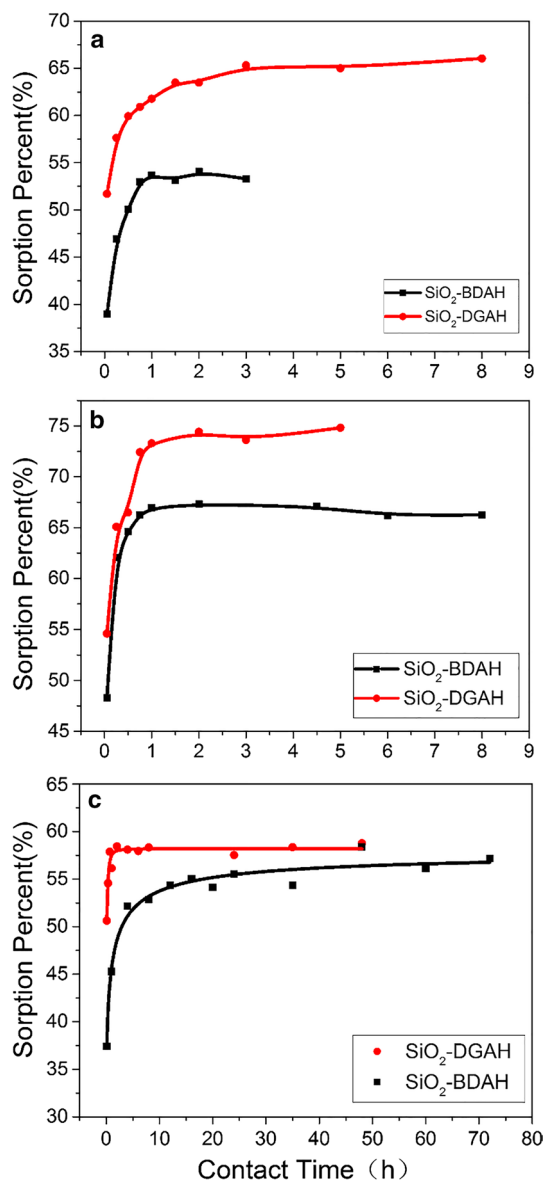 a
70
65
60
55
50
45
40
35
Sorption Percent(%)
SiO2-BDAH
SiO2-DGAH
0 1 2 3 4 5 6 7 8 9
b
75
70
65
60
55
50
45
Sorption Percent(%)
SiO2-BDAH
SiO2-DGAH
0 1 2 3 4 5 6 7 8 9
c
65
60
55
50
45
40
35
30
Sorption Percent(%)
SiO2-DGAH
SiO2-BDAH
0 10 20 30 40 50 60 70 80
Contact Time（h）